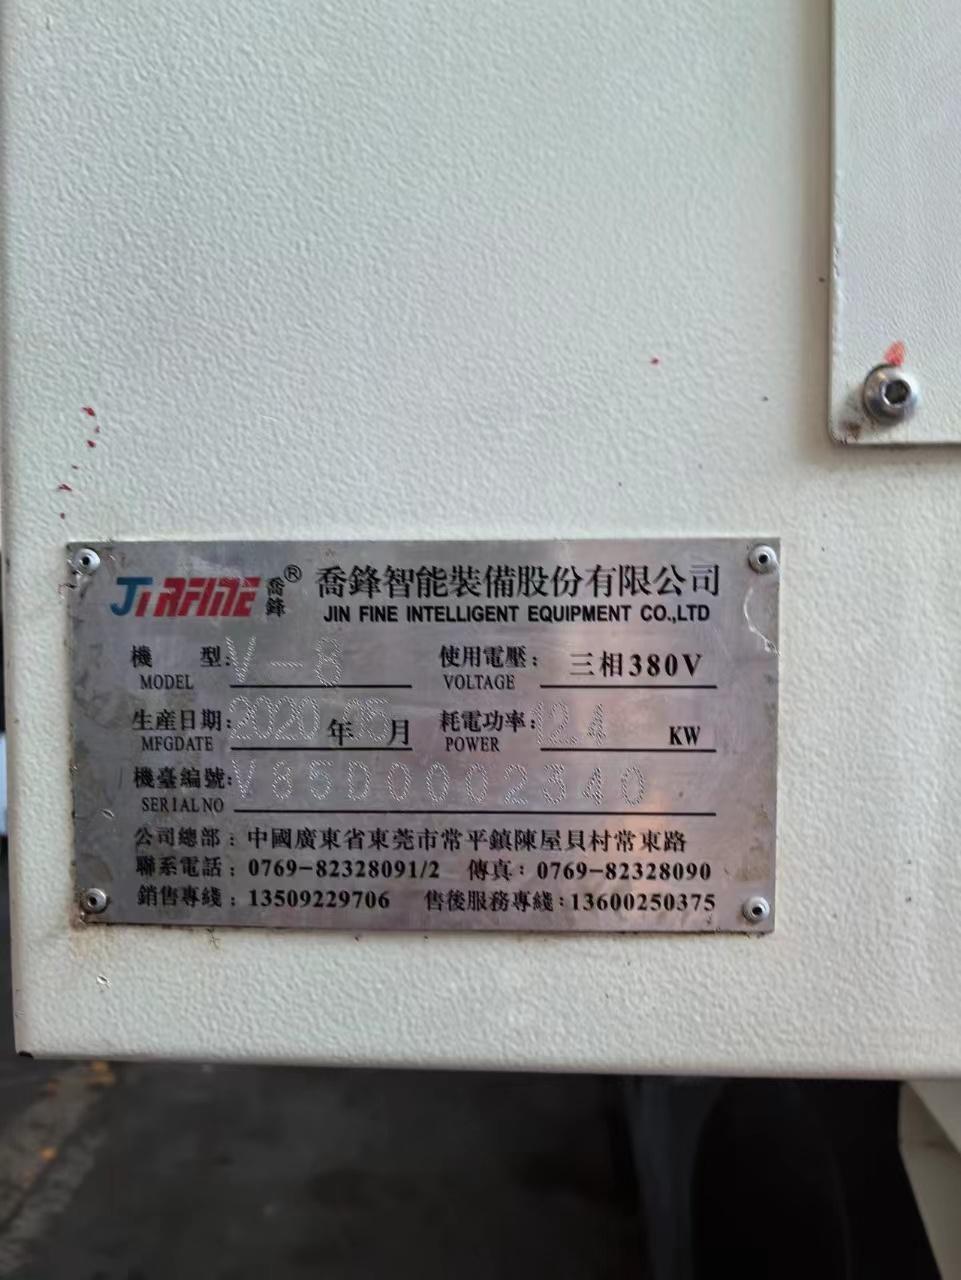 JTRFINE 喬鋒 ® 喬鋒智能裝備股份有限公司
JIN FINE INTELLIGENT EQUIPMENT CO.,LTD
機 型: V-8 使用電壓: 三相380V
MODEL VOLTAGE
生産日期: 2020 年 05 月 耗電功率: 12.4 KW
MFGDATE POWER
機臺編號: V85D0002340
SERIAL NO
公司總部: 中國廣東省東莞市常平鎮陳屋貝村常東路
聯系電話: 0769-82328091/2 傳真: 0769-82328090
銷售專綫: 13509229706 售後服務專綫: 13600250375